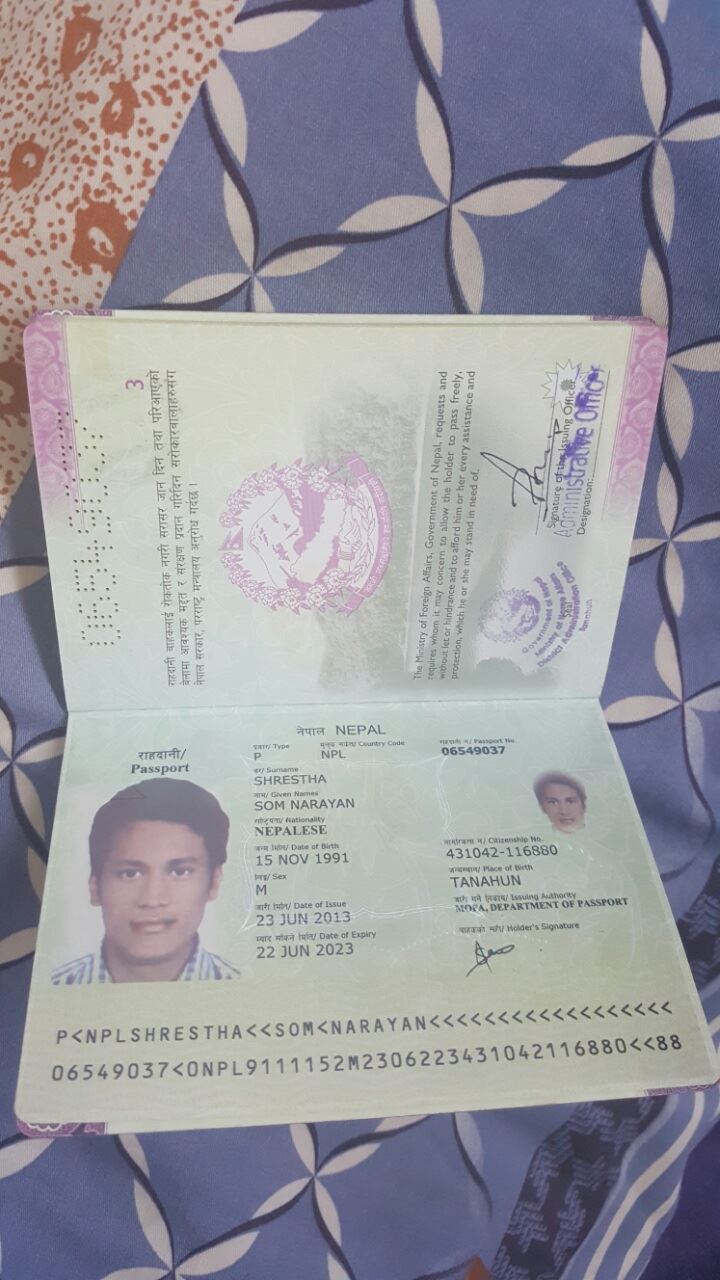 3
राहदानी वाहकलाई रोकतोक नगरी सरासर जान दिन तथा परिआएको
बेलामा आवश्यक मद्दत र संरक्षण प्रदान गरिदिन सरोकारवालाहरुसंग
नेपाल सरकार, परराष्ट्र मन्त्रालय अनुरोध गर्दछ ।
The Ministry of Foreign Affairs, Government of Nepal, requests and
requires whom it may concern to allow the holder to pass freely,
without let or hindrance and to afford him or her every assistance and
protection, which he or she may stand in need of.
Government of Nepal
Ministry of Home Affairs
District Administration Office
Tanahun
Seal
Signature of the Issuing Officer
Administrative Officer
Designation:
नेपाल NEPAL
राहदानी/
Passport
प्रकार/ Type
P
मुलुक संकेत/ Country Code
NPL
राहदानी नं/ Passport No.
06549037
थर/ Surname
SHRESTHA
नाम/ Given Names
SOM NARAYAN
राष्ट्रियता/ Nationality
NEPALESE
जन्म मिति/ Date of Birth
15 NOV 1991
नागरिकता नं/ Citizenship No.
431042-116880
लिङ्ग/ Sex
M
जन्मस्थान/ Place of Birth
TANAHUN
जारी मिति/ Date of Issue
23 JUN 2013
जारी गर्ने निकाय/ Issuing Authority
MOFA, DEPARTMENT OF PASSPORT
म्याद सकिने मिति/ Date of Expiry
22 JUN 2023
वाहकको सही/ Holder's Signature
P<NPLSHRESTHA<<SOM<NARAYAN<<<<<<<<<<<<<<<<<<
06549037<0NPL9111152M23062234310421168​80<<88